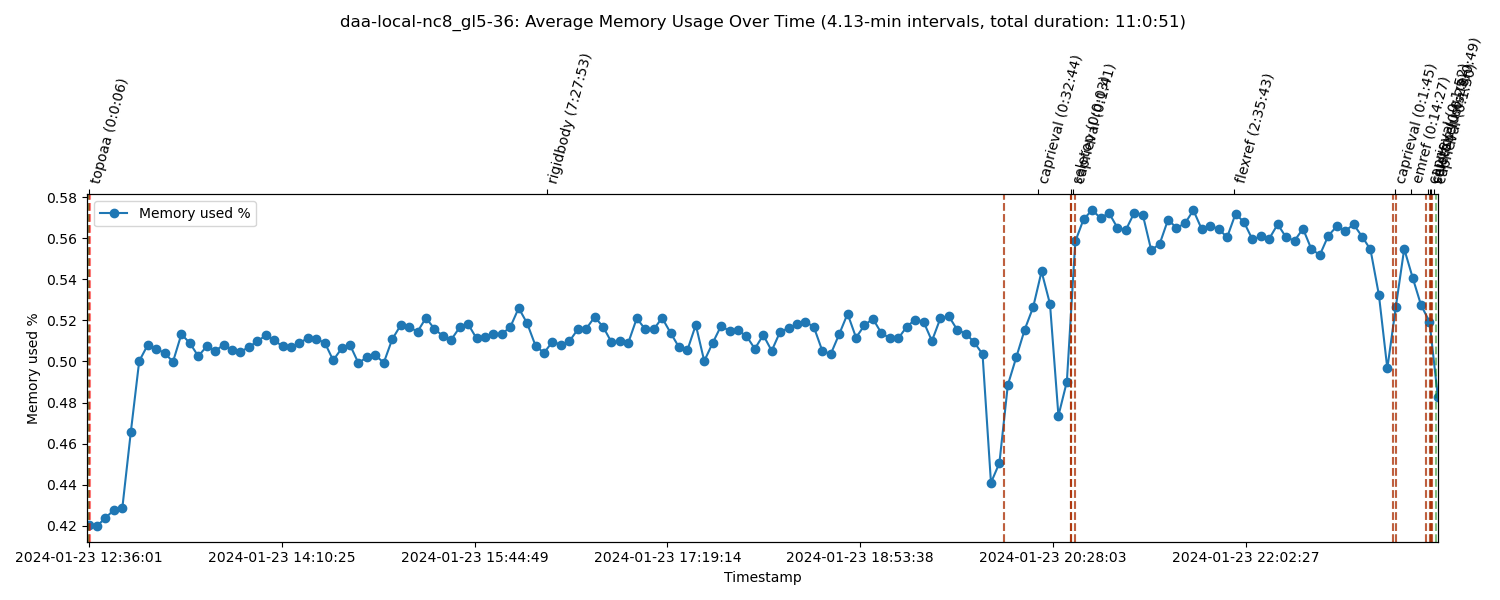 daa-local-nc8_gl5-36: Average Memory Usage Over Time (4.13-min intervals, total duration: 11:0:51)
topoaa (0:0:06)
rigidbody (7:27:53)
caprieval (0:32:44)
caprieval (0:1:41)
flexref (2:35:43)
caprieval (0:1:45)
emref (0:14:27)
Memory used %
0.58
0.56
0.54
0.52
0.50
0.48
0.46
0.44
0.42
Memory used %
2024-01-23 12:36:01
2024-01-23 14:10:25
2024-01-23 15:44:49
2024-01-23 17:19:14
2024-01-23 18:53:38
2024-01-23 20:28:03
2024-01-23 22:02:27
Timestamp